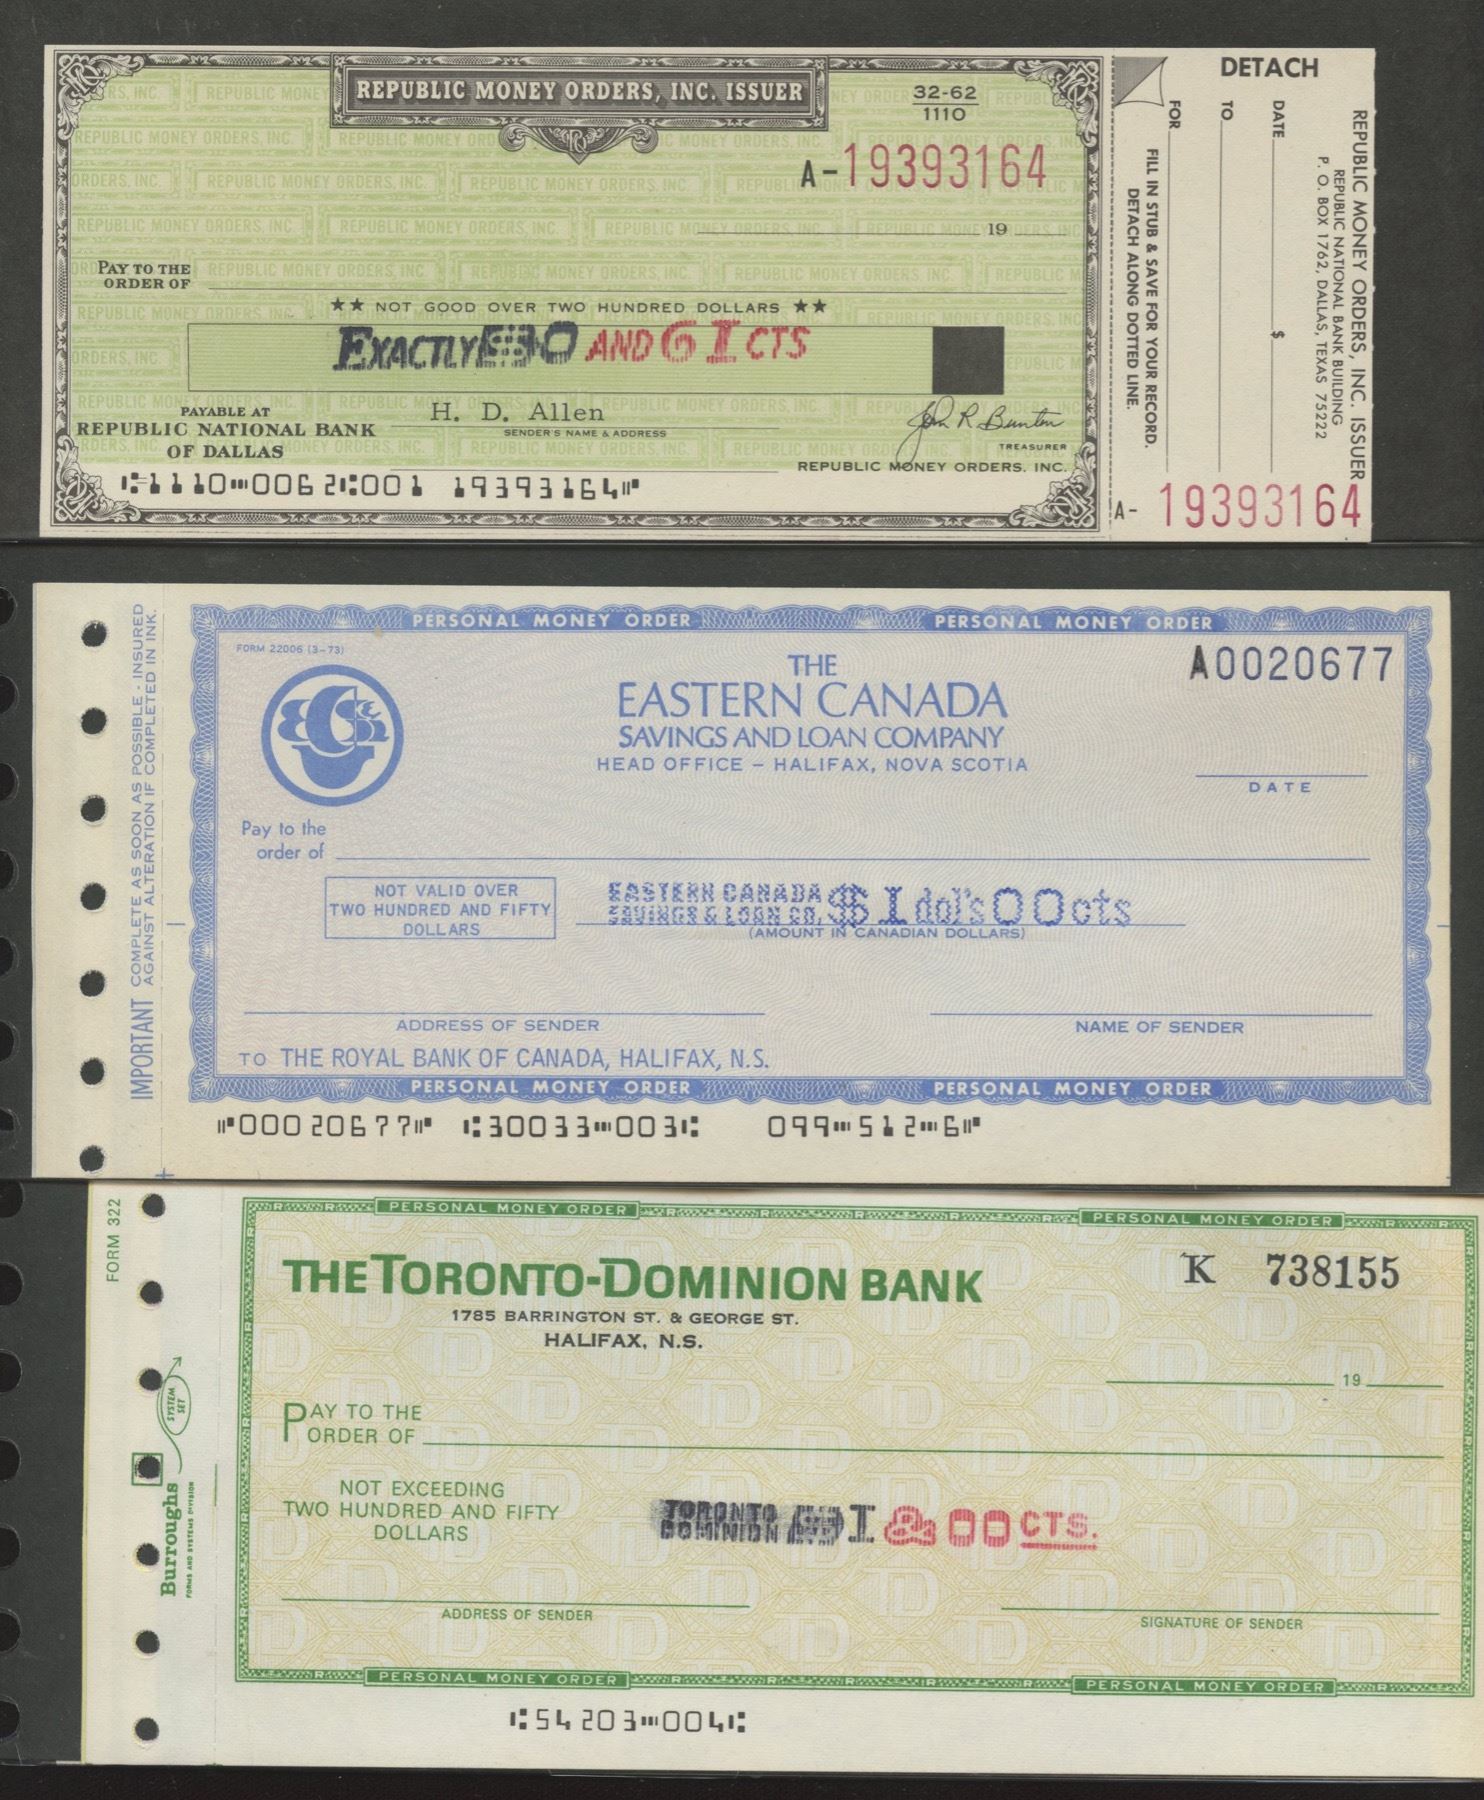 REPUBLIC MONEY ORDERS, INC. ISSUER
32-62
1110
A-19393164
19
PAY TO THE
ORDER OF
★★ NOT GOOD OVER TWO HUNDRED DOLLARS ★★
EXACTLY $0 AND 61 CTS
PAYABLE AT
REPUBLIC NATIONAL BANK
OF DALLAS
H. D. Allen
SENDER'S NAME & ADDRESS
John R Bunten
TREASURER
REPUBLIC MONEY ORDERS, INC.
⑆1110⑉0062⑆001 19393164⑈
DETACH
REPUBLIC MONEY ORDERS, INC. ISSUER
REPUBLIC NATIONAL BANK BUILDING
P. O. BOX 1762, DALLAS, TEXAS 75222
DATE $
TO
FOR
FILL IN STUB & SAVE FOR YOUR RECORD.
DETACH ALONG DOTTED LINE.
A- 19393164
IMPORTANT COMPLETE AS SOON AS POSSIBLE - INSURED
AGAINST ALTERATION IF COMPLETED IN INK.
PERSONAL MONEY ORDER PERSONAL MONEY ORDER
FORM 22006 (3-73)
THE
EASTERN CANADA
SAVINGS AND LOAN COMPANY
HEAD OFFICE – HALIFAX, NOVA SCOTIA
A0020677
DATE
Pay to the
order of
NOT VALID OVER
TWO HUNDRED AND FIFTY
DOLLARS
EASTERN CANADA
SAVINGS & LOAN CO. $1 dol's 00 cts
(AMOUNT IN CANADIAN DOLLARS)
ADDRESS OF SENDER
NAME OF SENDER
TO THE ROYAL BANK OF CANADA, HALIFAX, N.S.
PERSONAL MONEY ORDER PERSONAL MONEY ORDER
⑈00020677⑈ ⑆30033⑉003⑆ 099⑉512⑉6⑈
FORM 322
SYSTEM
SET
Burroughs
FORMS AND SYSTEMS DIVISION
PERSONAL MONEY ORDER PERSONAL MONEY ORDER
THE TORONTO-DOMINION BANK
1785 BARRINGTON ST. & GEORGE ST.
HALIFAX, N.S.
K 738155
19
PAY TO THE
ORDER OF
NOT EXCEEDING
TWO HUNDRED AND FIFTY
DOLLARS
TORONTO
DOMINION $1 & 00 CTS.
ADDRESS OF SENDER
SIGNATURE OF SENDER
PERSONAL MONEY ORDER PERSONAL MONEY ORDER
⑆54203⑉004⑆